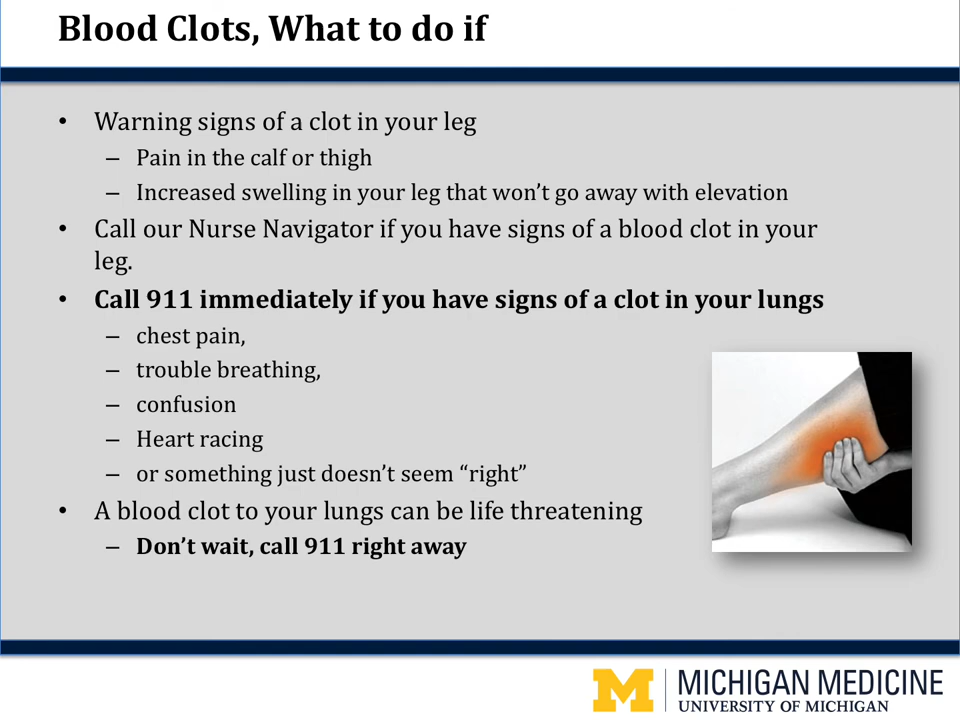 Blood Clots, What to do if
• Warning signs of a clot in your leg
– Pain in the calf or thigh
– Increased swelling in your leg that won’t go away with elevation
• Call our Nurse Navigator if you have signs of a blood clot in your
leg.
• Call 911 immediately if you have signs of a clot in your lungs
– chest pain,
– trouble breathing,
– confusion
– Heart racing
– or something just doesn’t seem “right”
• A blood clot to your lungs can be life threatening
– Don’t wait, call 911 right away
M MICHIGAN MEDICINE
UNIVERSITY OF MICHIGAN